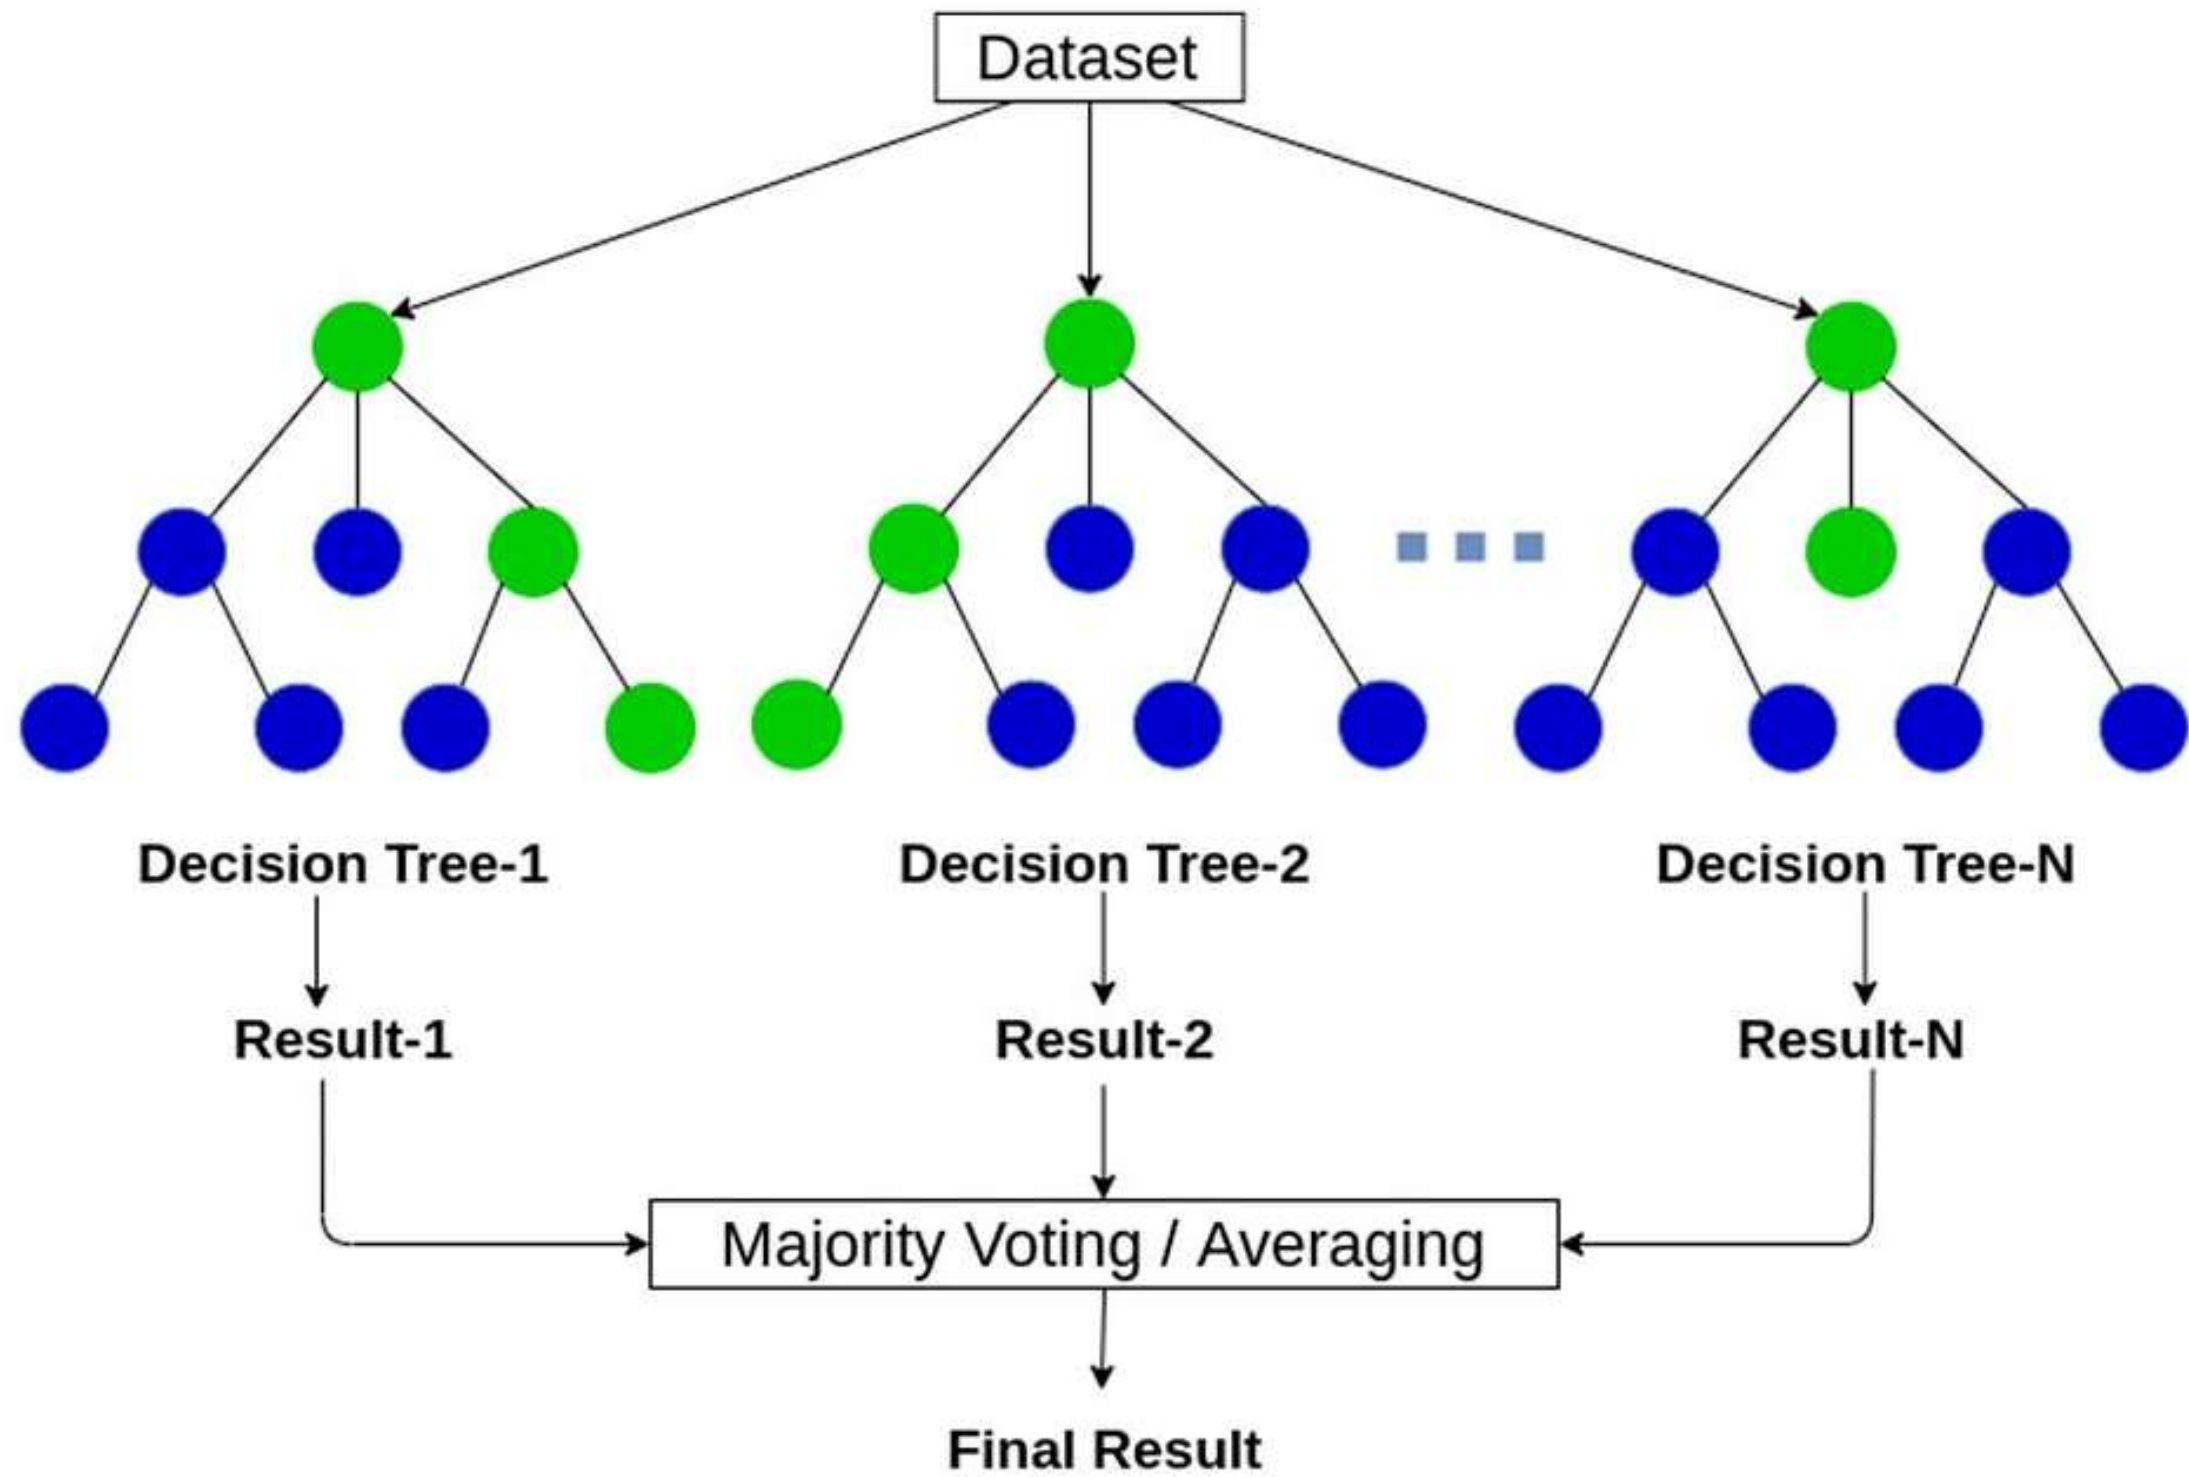 Dataset
Decision Tree-1
Decision Tree-2
Decision Tree-N
Result-1
Result-2
Result-N
Majority Voting / Averaging
Final Result